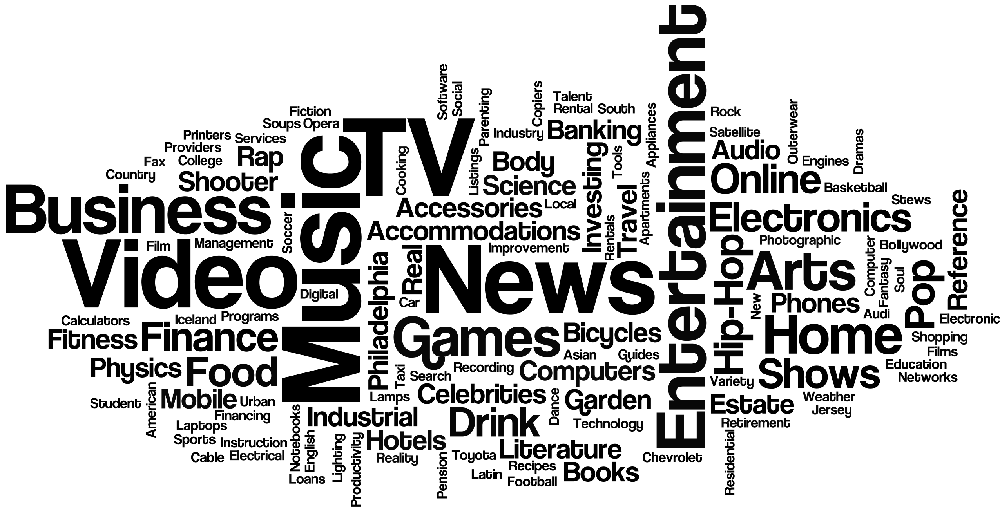 Entertainment
Software
Social
Parenting
Copiers
Talent
Rental
South
Appliances
Rock
Outerwear
Fiction
Soups
Opera
TV
Printers
Services
Industry
Banking
Satellite
Dramas
Providers
Rap
Music
Cooking
Listings
Body
Investing
Tools
Audio
Engines
Fax
College
Country
Shooter
Science
Travel
Apartments
Online
Basketball
Business
Soccer
Accessories
Local
Stews
Reference
Electronics
Accommodations
Rentals
Video
Film
Management
Philadelphia
Real
News
Improvement
Hip-Hop
Photographic
Computer
Bollywood
Arts
Fantasy
Soul
Pop
Digital
Car
New
Phones
Audi
Electronic
Calculators
Iceland
Programs
Games
Bicycles
Home
Fitness
Finance
Shopping
Films
Asian
Guides
Physics
Food
Taxi
Search
Recording
Computers
Variety
Shows
Education
Networks
American
Student
Mobile
Urban
Lamps
Celebrities
Dance
Garden
Estate
Weather
Jersey
Financing
Notebooks
Industrial
Drink
Technology
Retirement
Laptops
Sports
Instruction
English
Lighting
Productivity
Hotels
Literature
Residential
Cable
Electrical
Reality
Pension
Toyota
Chevrolet
Recipes
Books
Loans
Latin
Football